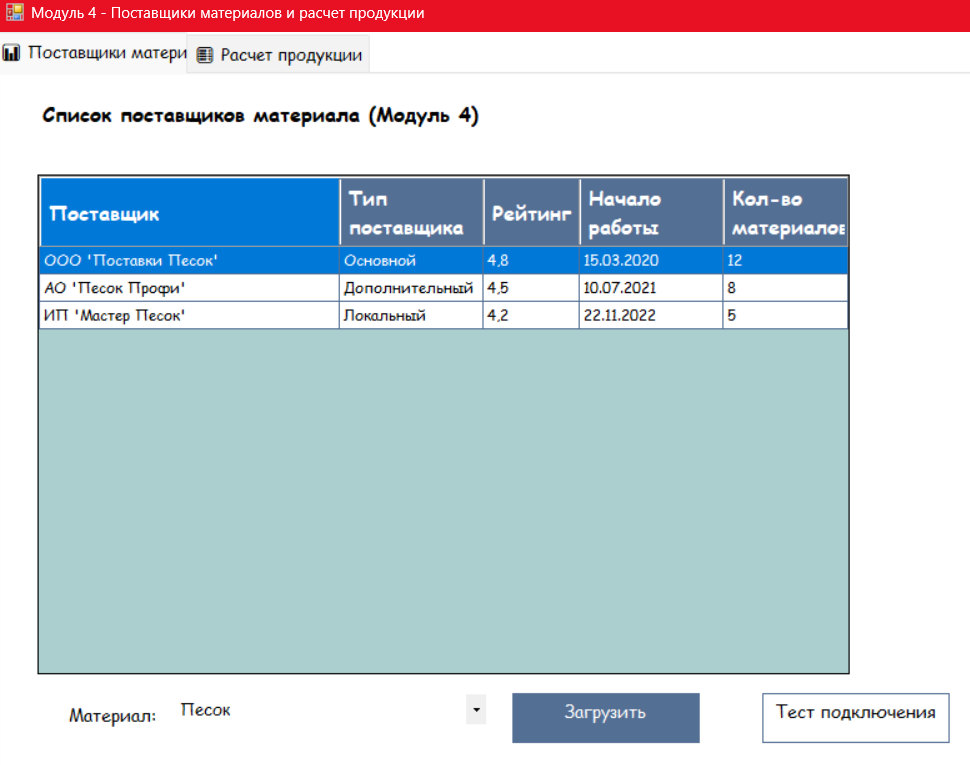 Модуль 4 - Поставщики материалов и расчет продукции
Поставщики матери Расчет продукции
Список поставщиков материала (Модуль 4)
Поставщик Тип поставщика Рейтинг Начало работы Кол-во материалов
ООО 'Поставки Песок' Основной 4,8 15.03.2020 12
АО 'Песок Профи' Дополнительный 4,5 10.07.2021 8
ИП 'Мастер Песок' Локальный 4,2 22.11.2022 5
Материал: Песок Загрузить Тест подключения